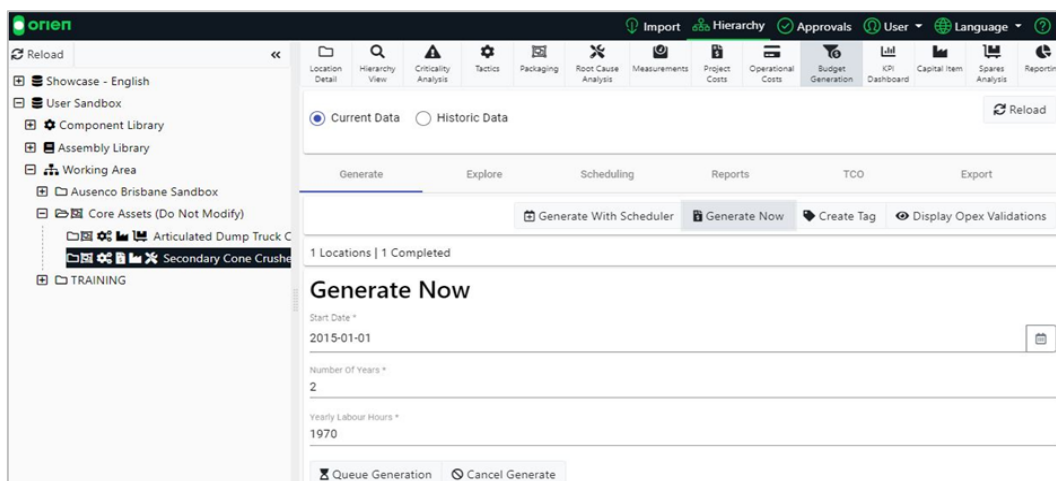 orien
Import Hierarchy Approvals User Language
Reload
Showcase - English
User Sandbox
Component Library
Assembly Library
Working Area
Ausenco Brisbane Sandbox
Core Assets (Do Not Modify)
Articulated Dump Truck C
Secondary Cone Crushe
TRAINING
Location Detail
Hierarchy View
Criticality Analysis
Tactics
Packaging
Root Cause Analysis
Measurements
Project Costs
Operational Costs
Budget Generation
KPI Dashboard
Capital Item
Spares Analysis
Reportin
Current Data Historic Data
Reload
Generate Explore Scheduling Reports TCO Export
Generate With Scheduler Generate Now Create Tag Display Opex Validations
1 Locations | 1 Completed
Generate Now
Start Date *
2015-01-01
Number Of Years *
2
Yearly Labour Hours *
1970
Queue Generation Cancel Generate